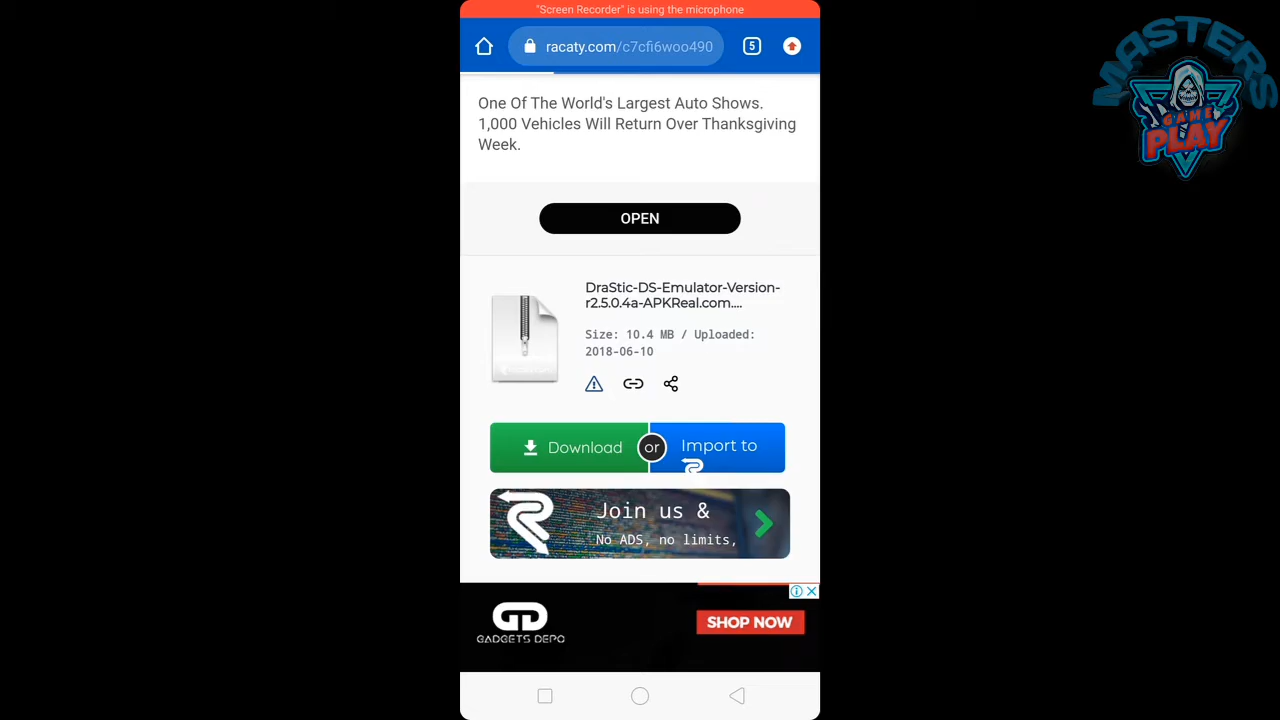 "Screen Recorder" is using the microphone
racaty.com/c7cfi6woo490
5
One Of The World's Largest Auto Shows.
1,000 Vehicles Will Return Over Thanksgiving
Week.
OPEN
DraStic-DS-Emulator-Version-
r2.5.0.4a-APKReal.com....
Size: 10.4 MB / Uploaded:
2018-06-10
Download
or
Import to
Join us &
No ADS, no limits,
GADGETS DEPO
SHOP NOW
MASTERS
GAME
PLAY